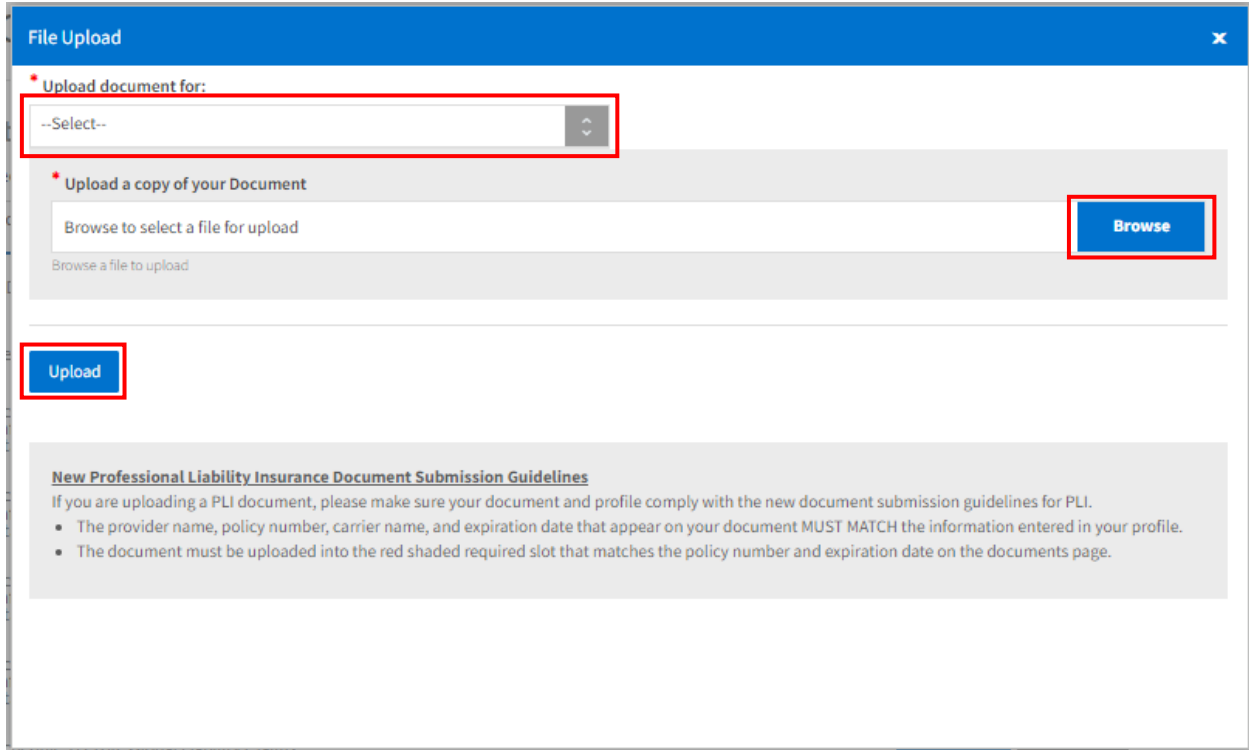 File Upload
x
* Upload document for:
--Select--
* Upload a copy of your Document
Browse to select a file for upload
Browse
Browse a file to upload
Upload
New Professional Liability Insurance Document Submission Guidelines
If you are uploading a PLI document, please make sure your document and profile comply with the new document submission guidelines for PLI.
• The provider name, policy number, carrier name, and expiration date that appear on your document MUST MATCH the information entered in your profile.
• The document must be uploaded into the red shaded required slot that matches the policy number and expiration date on the documents page.